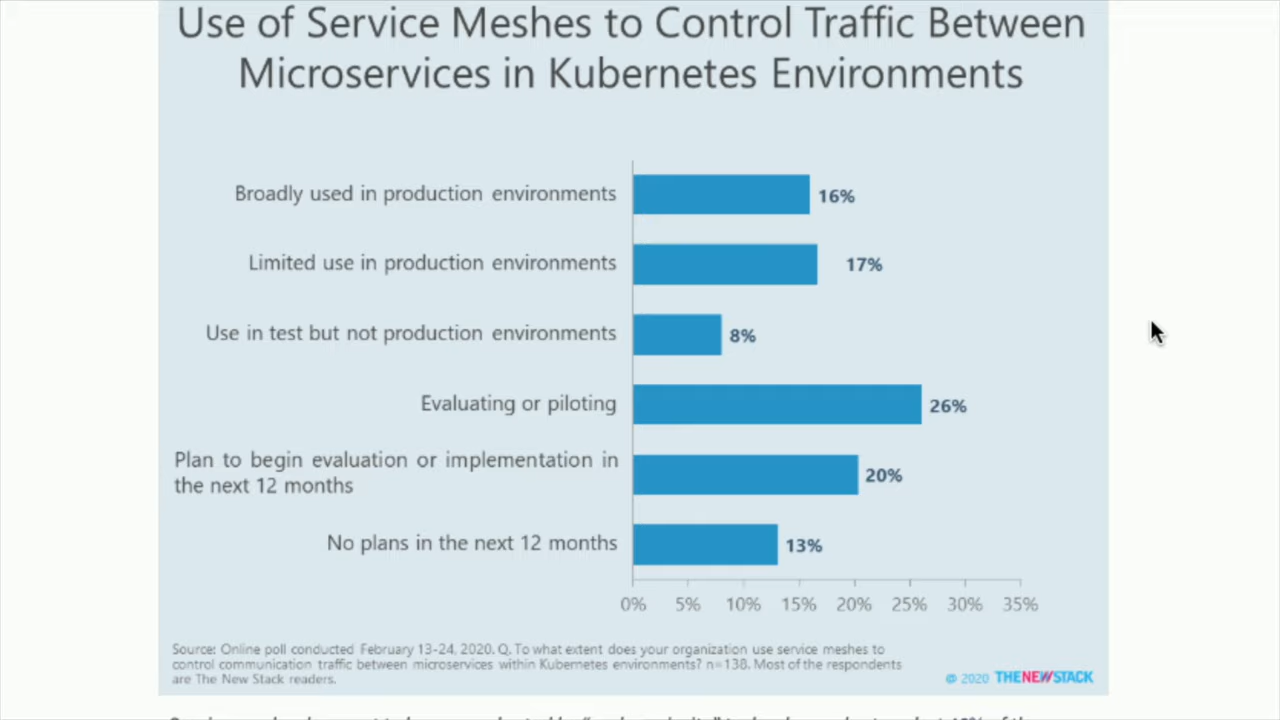 Use of Service Meshes to Control Traffic Between
Microservices in Kubernetes Environments
Broadly used in production environments
16%
Limited use in production environments
17%
Use in test but not production environments
8%
Evaluating or piloting
26%
Plan to begin evaluation or implementation in
the next 12 months
20%
No plans in the next 12 months
13%
0% 5% 10% 15% 20% 25% 30% 35%
Source: Online poll conducted February 13-24, 2020. Q. To what extent does your organization use service meshes to
control communication traffic between microservices within Kubernetes environments? n=138. Most of the respondents
are The New Stack readers.
@ 2020 THENEWSTACK